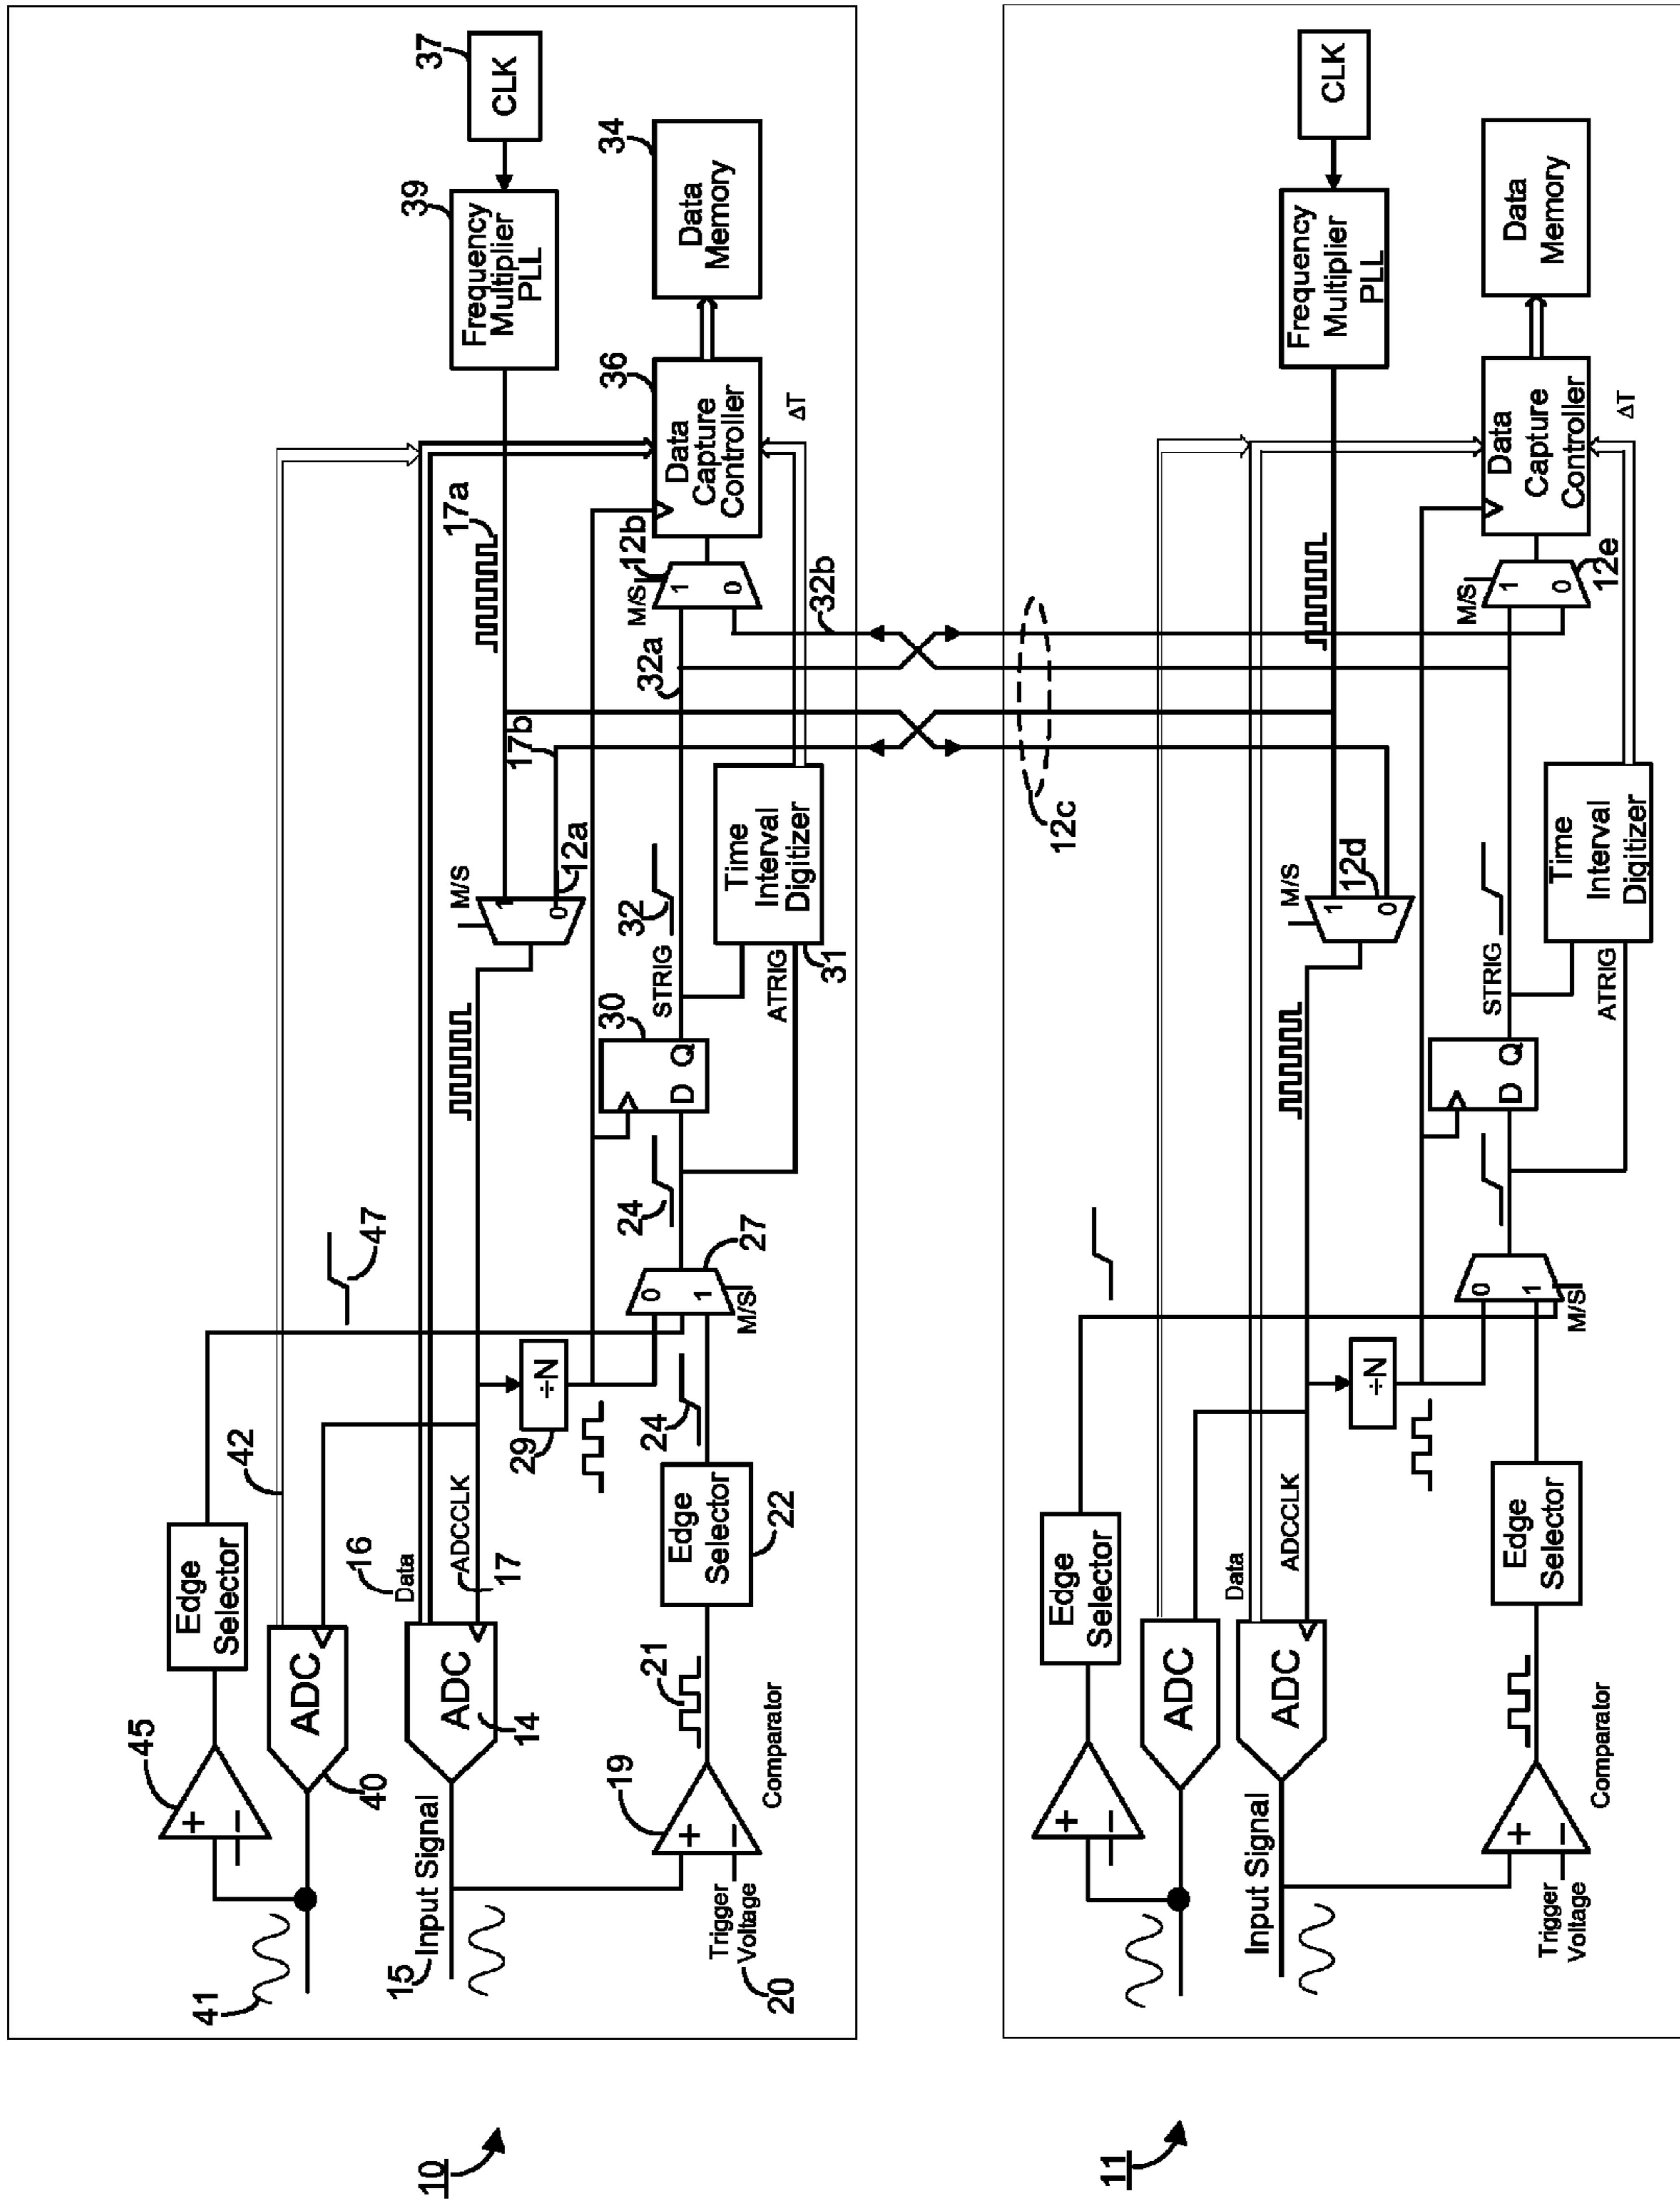 10
41
15
Input Signal
Trigger
Voltage
20
45
+
−
40
ADC
ADC
14
19
+
−
Comparator
21
Edge
Selector
42
16
Data
ADCCLK
17
Edge
Selector
22
47
29
÷N
24
0
1
M/S
27
24
30
D Q
STRIG
32
ATRIG
31
Time
Interval
Digitizer
M/S
1
0
12a
17b
17a
32a
32b
M/S
1
0
12b
36
Data
Capture
Controller
ΔT
39
Frequency
Multiplier
PLL
37
CLK
34
Data
Memory
12c
11
Input Signal
Trigger
Voltage
+
−
ADC
ADC
+
−
Comparator
Edge
Selector
Data
ADCCLK
Edge
Selector
÷N
0
1
M/S
D Q
STRIG
ATRIG
Time
Interval
Digitizer
M/S
1
0
12d
M/S
1
0
12e
Data
Capture
Controller
ΔT
Frequency
Multiplier
PLL
CLK
Data
Memory